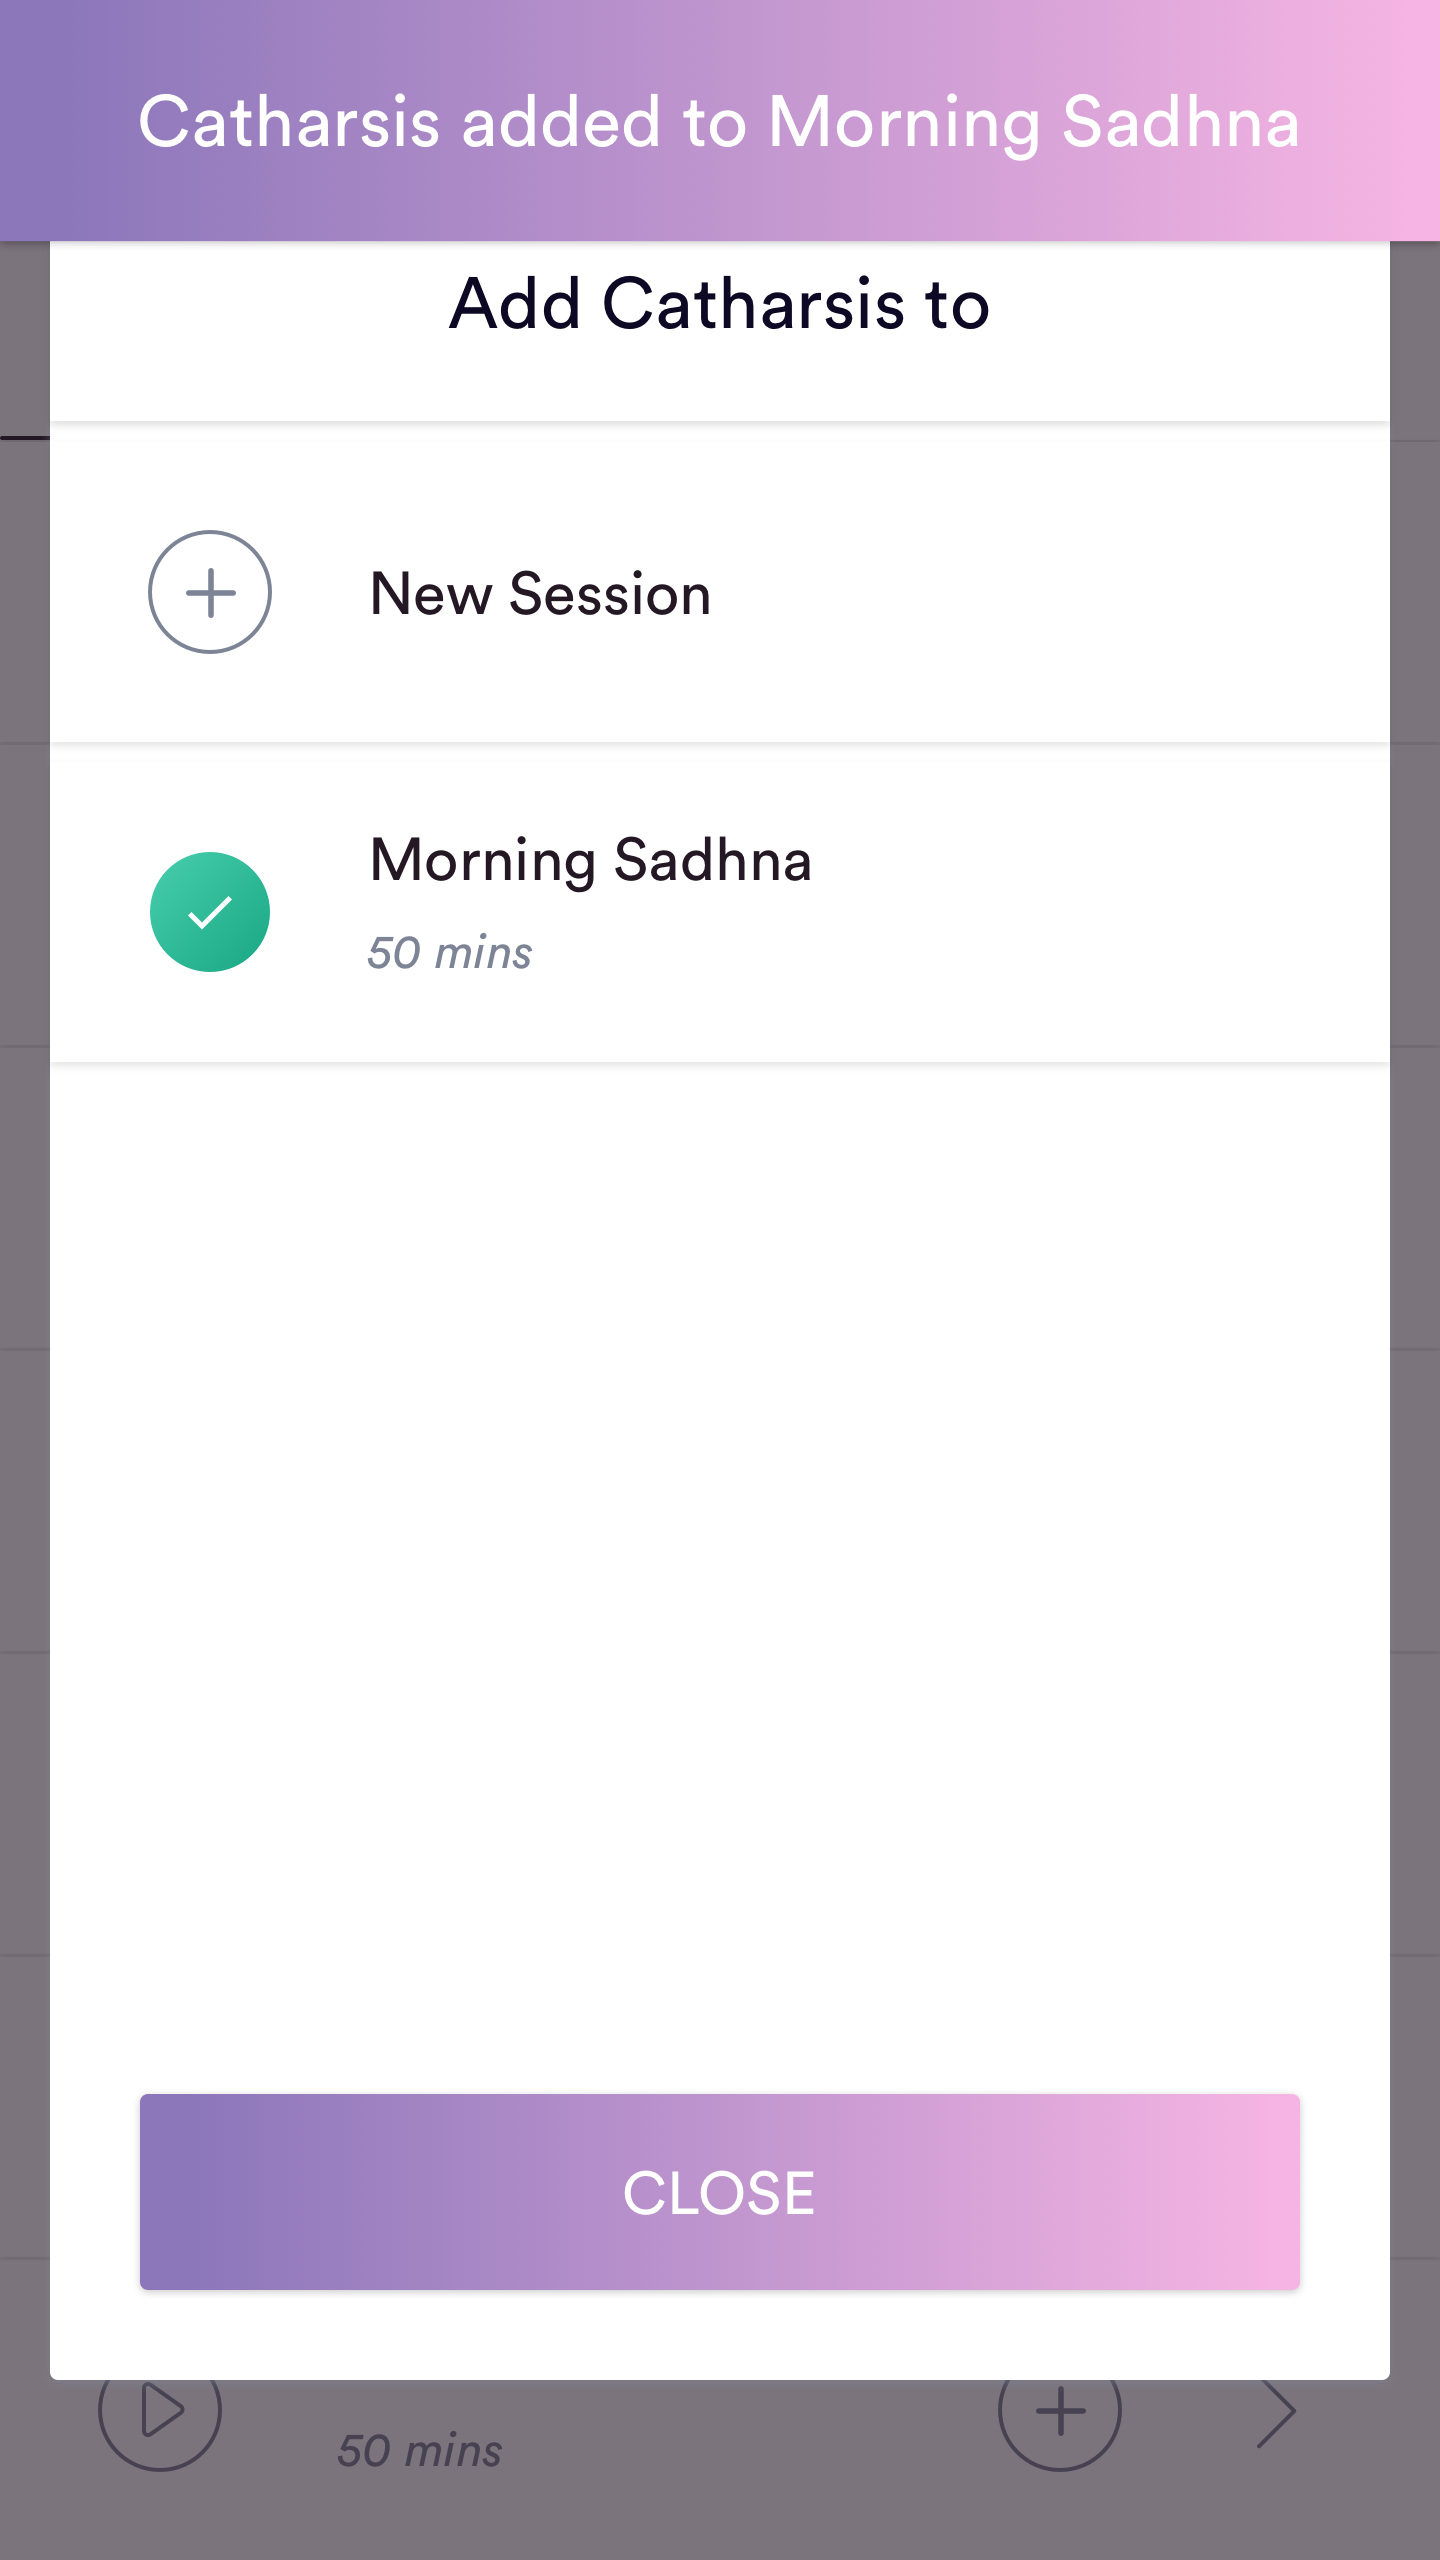 Catharsis added to Morning Sadhna
Add Catharsis to
New Session
Morning Sadhna
50 mins
CLOSE
50 mins